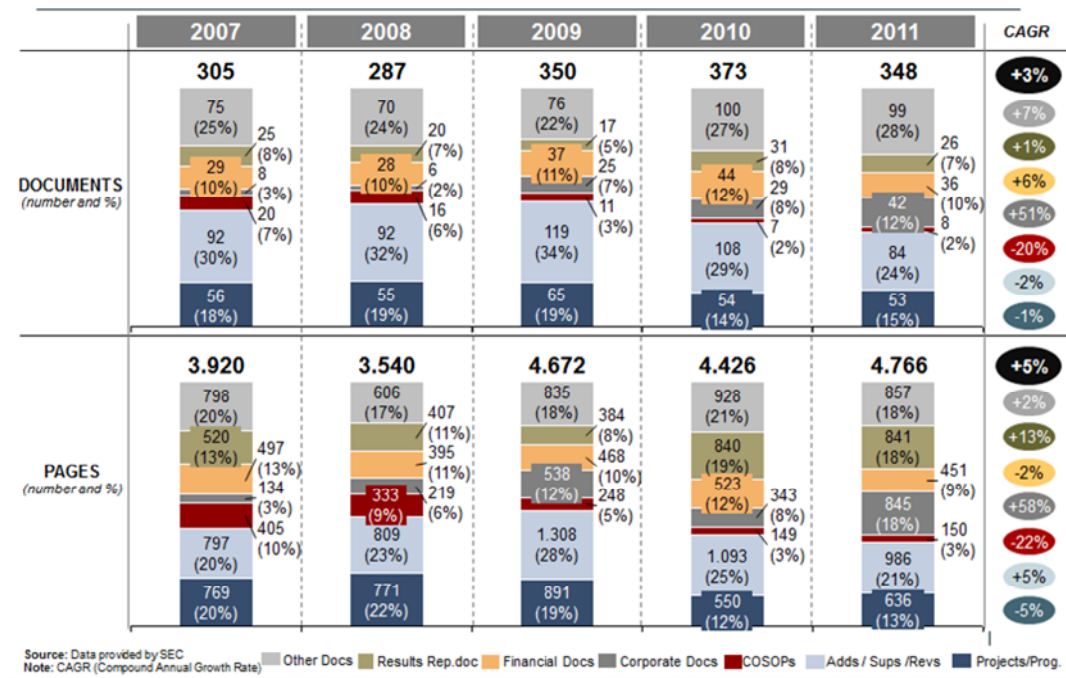 2007 2008 2009 2010 2011 CAGR
305 287 350 373 348 +3%
75 (25%) 70 (24%) 76 (22%) 100 (27%) 99 (28%) +7%
25 (8%) 20 (7%) 17 (5%) 31 (8%) 26 (7%) +1%
29 (10%) 28 (10%) 37 (11%) 44 (12%) 36 (10%) +6%
8 (3%) 6 (2%) 25 (7%) 29 (8%) 42 (12%) +51%
DOCUMENTS
(number and %)
20 (7%) 16 (6%) 11 (3%) 7 (2%) 8 (2%) -20%
92 (30%) 92 (32%) 119 (34%) 108 (29%) 84 (24%) -2%
56 (18%) 55 (19%) 65 (19%) 54 (14%) 53 (15%) -1%
3.920 3.540 4.672 4.426 4.766 +5%
798 (20%) 606 (17%) 835 (18%) 928 (21%) 857 (18%) +2%
520 (13%) 407 (11%) 384 (8%) 840 (19%) 841 (18%) +13%
497 (13%) 395 (11%) 468 (10%) 523 (12%) 451 (9%) -2%
PAGES
(number and %)
134 (3%) 219 (6%) 538 (12%) 343 (8%) 845 (18%) +58%
405 (10%) 333 (9%) 248 (5%) 149 (3%) 150 (3%) -22%
797 (20%) 809 (23%) 1.308 (28%) 1.093 (25%) 986 (21%) +5%
769 (20%) 771 (22%) 891 (19%) 550 (12%) 636 (13%) -5%
Source: Data provided by SEC
Note: CAGR (Compound Annual Growth Rate)
Other Docs Results Rep.doc Financial Docs Corporate Docs COSOPs Adds / Sups /Revs Projects/Prog.